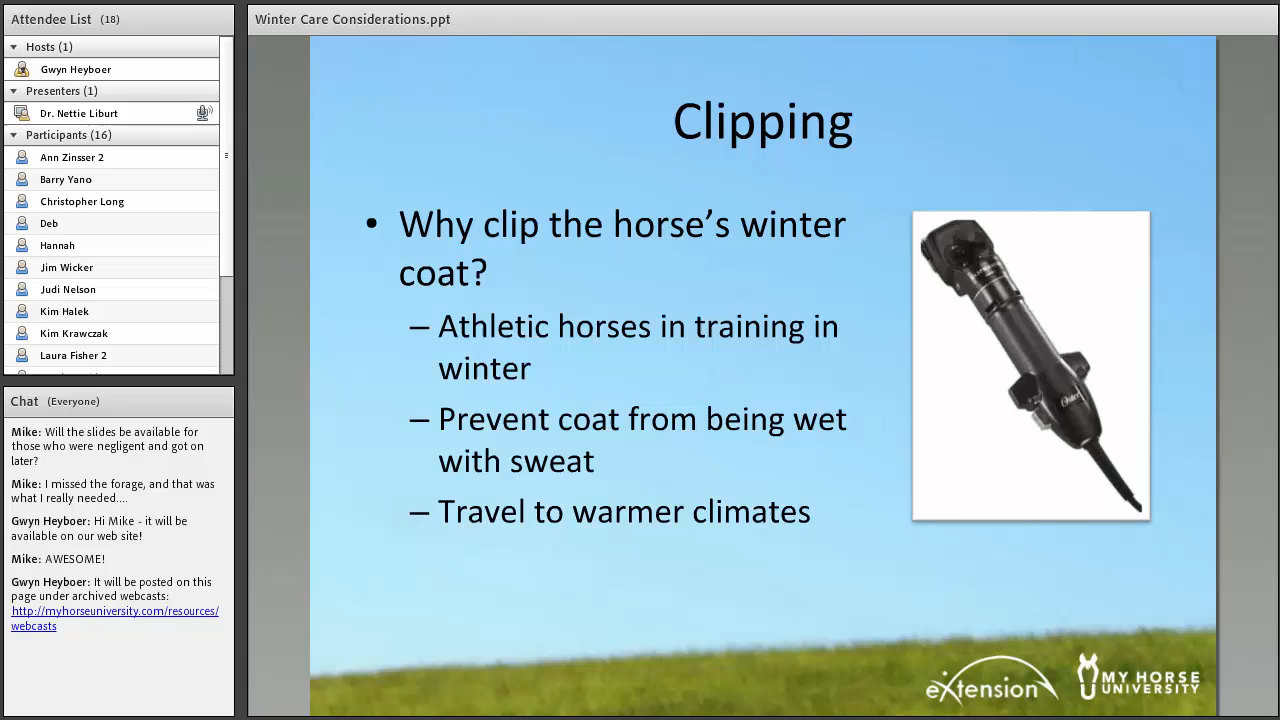 Attendee List (18)
Hosts (1)
Gwyn Heyboer
Presenters (1)
Dr. Nettie Liburt
Participants (16)
Ann Zinsser 2
Barry Yano
Christopher Long
Deb
Hannah
Jim Wicker
Judi Nelson
Kim Halek
Kim Krawczak
Laura Fisher 2
Chat (Everyone)
Mike: Will the slides be available for
those who were negligent and got on
later?
Mike: I missed the forage, and that was
what I really needed....
Gwyn Heyboer: Hi Mike - it will be
available on our web site!
Mike: AWESOME!
Gwyn Heyboer: It will be posted on this
page under archived webcasts:
http://myhorseuniversity.com/resources/
webcasts
Winter Care Considerations.ppt
Clipping
• Why clip the horse’s winter
coat?
– Athletic horses in training in
winter
– Prevent coat from being wet
with sweat
– Travel to warmer climates
Oster
eXtension
MY HORSE
UNIVERSITY